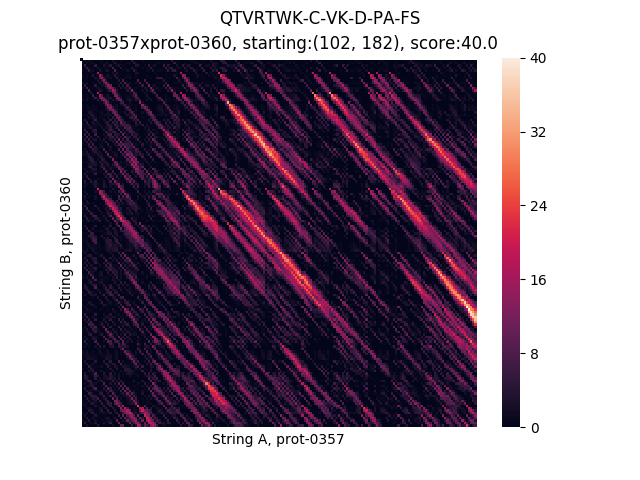 QTVRTWK-C-VK-D-PA-FS
prot-0357xprot-0360, starting:(102, 182), score:40.0
String B, prot-0360
String A, prot-0357
40
32
24
16
8
0